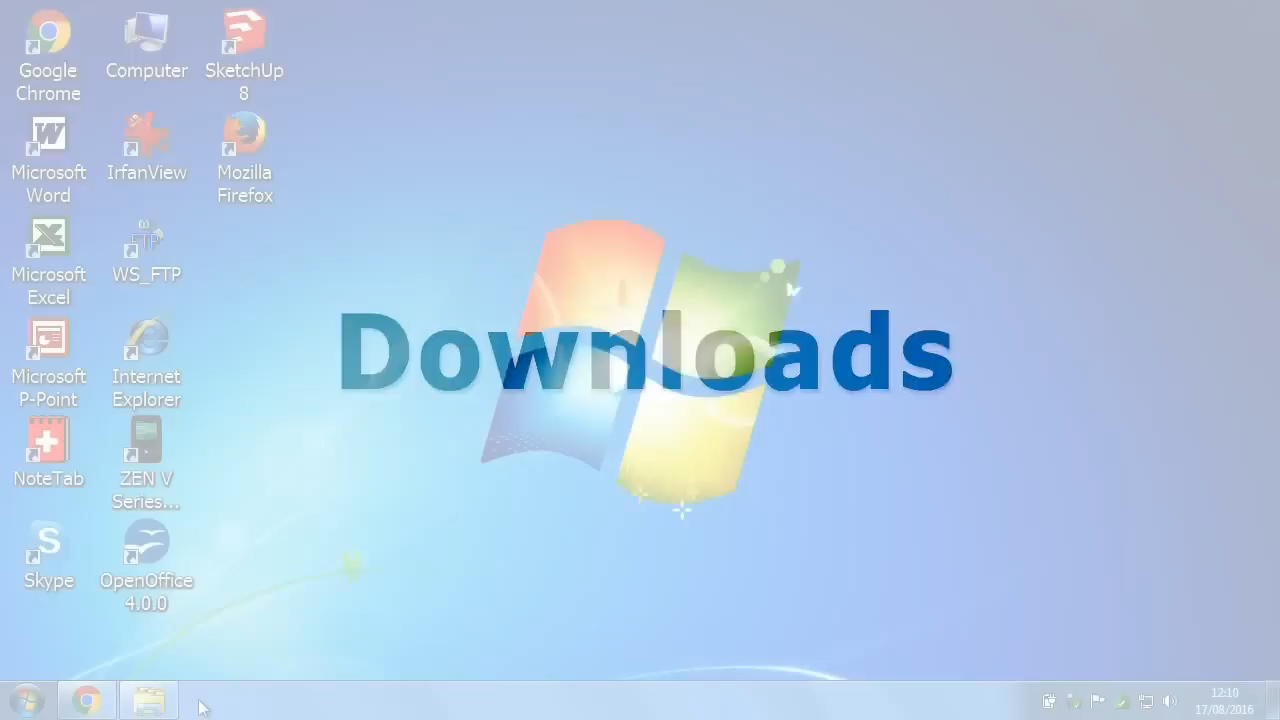 Google
Chrome
Computer
SketchUp
8
Microsoft
Word
IrfanView
Mozilla
Firefox
Microsoft
Excel
WS_FTP
Microsoft
P-Point
Internet
Explorer
NoteTab
ZEN V
Series...
Skype
OpenOffice
4.0.0
Downloads
12:10
17/08/2016